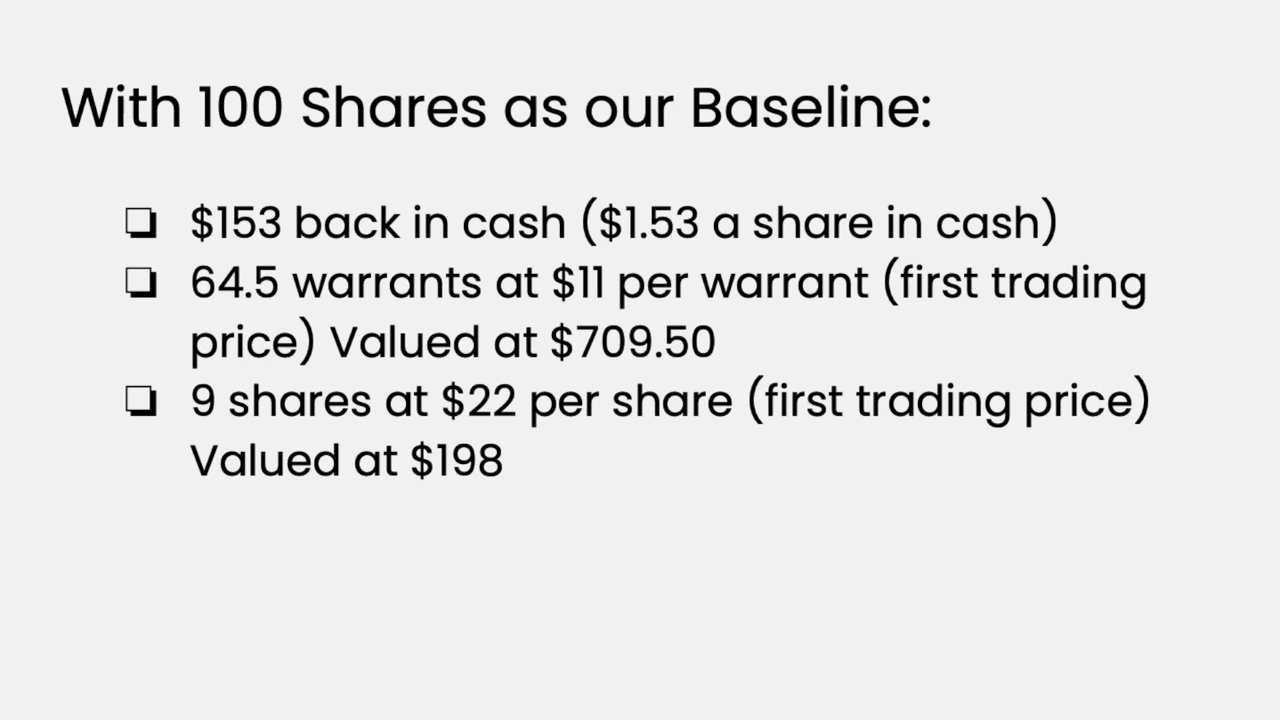 With 100 Shares as our Baseline:
❏ $153 back in cash ($1.53 a share in cash)
❏ 64.5 warrants at $11 per warrant (first trading
price) Valued at $709.50
❏ 9 shares at $22 per share (first trading price)
Valued at $198